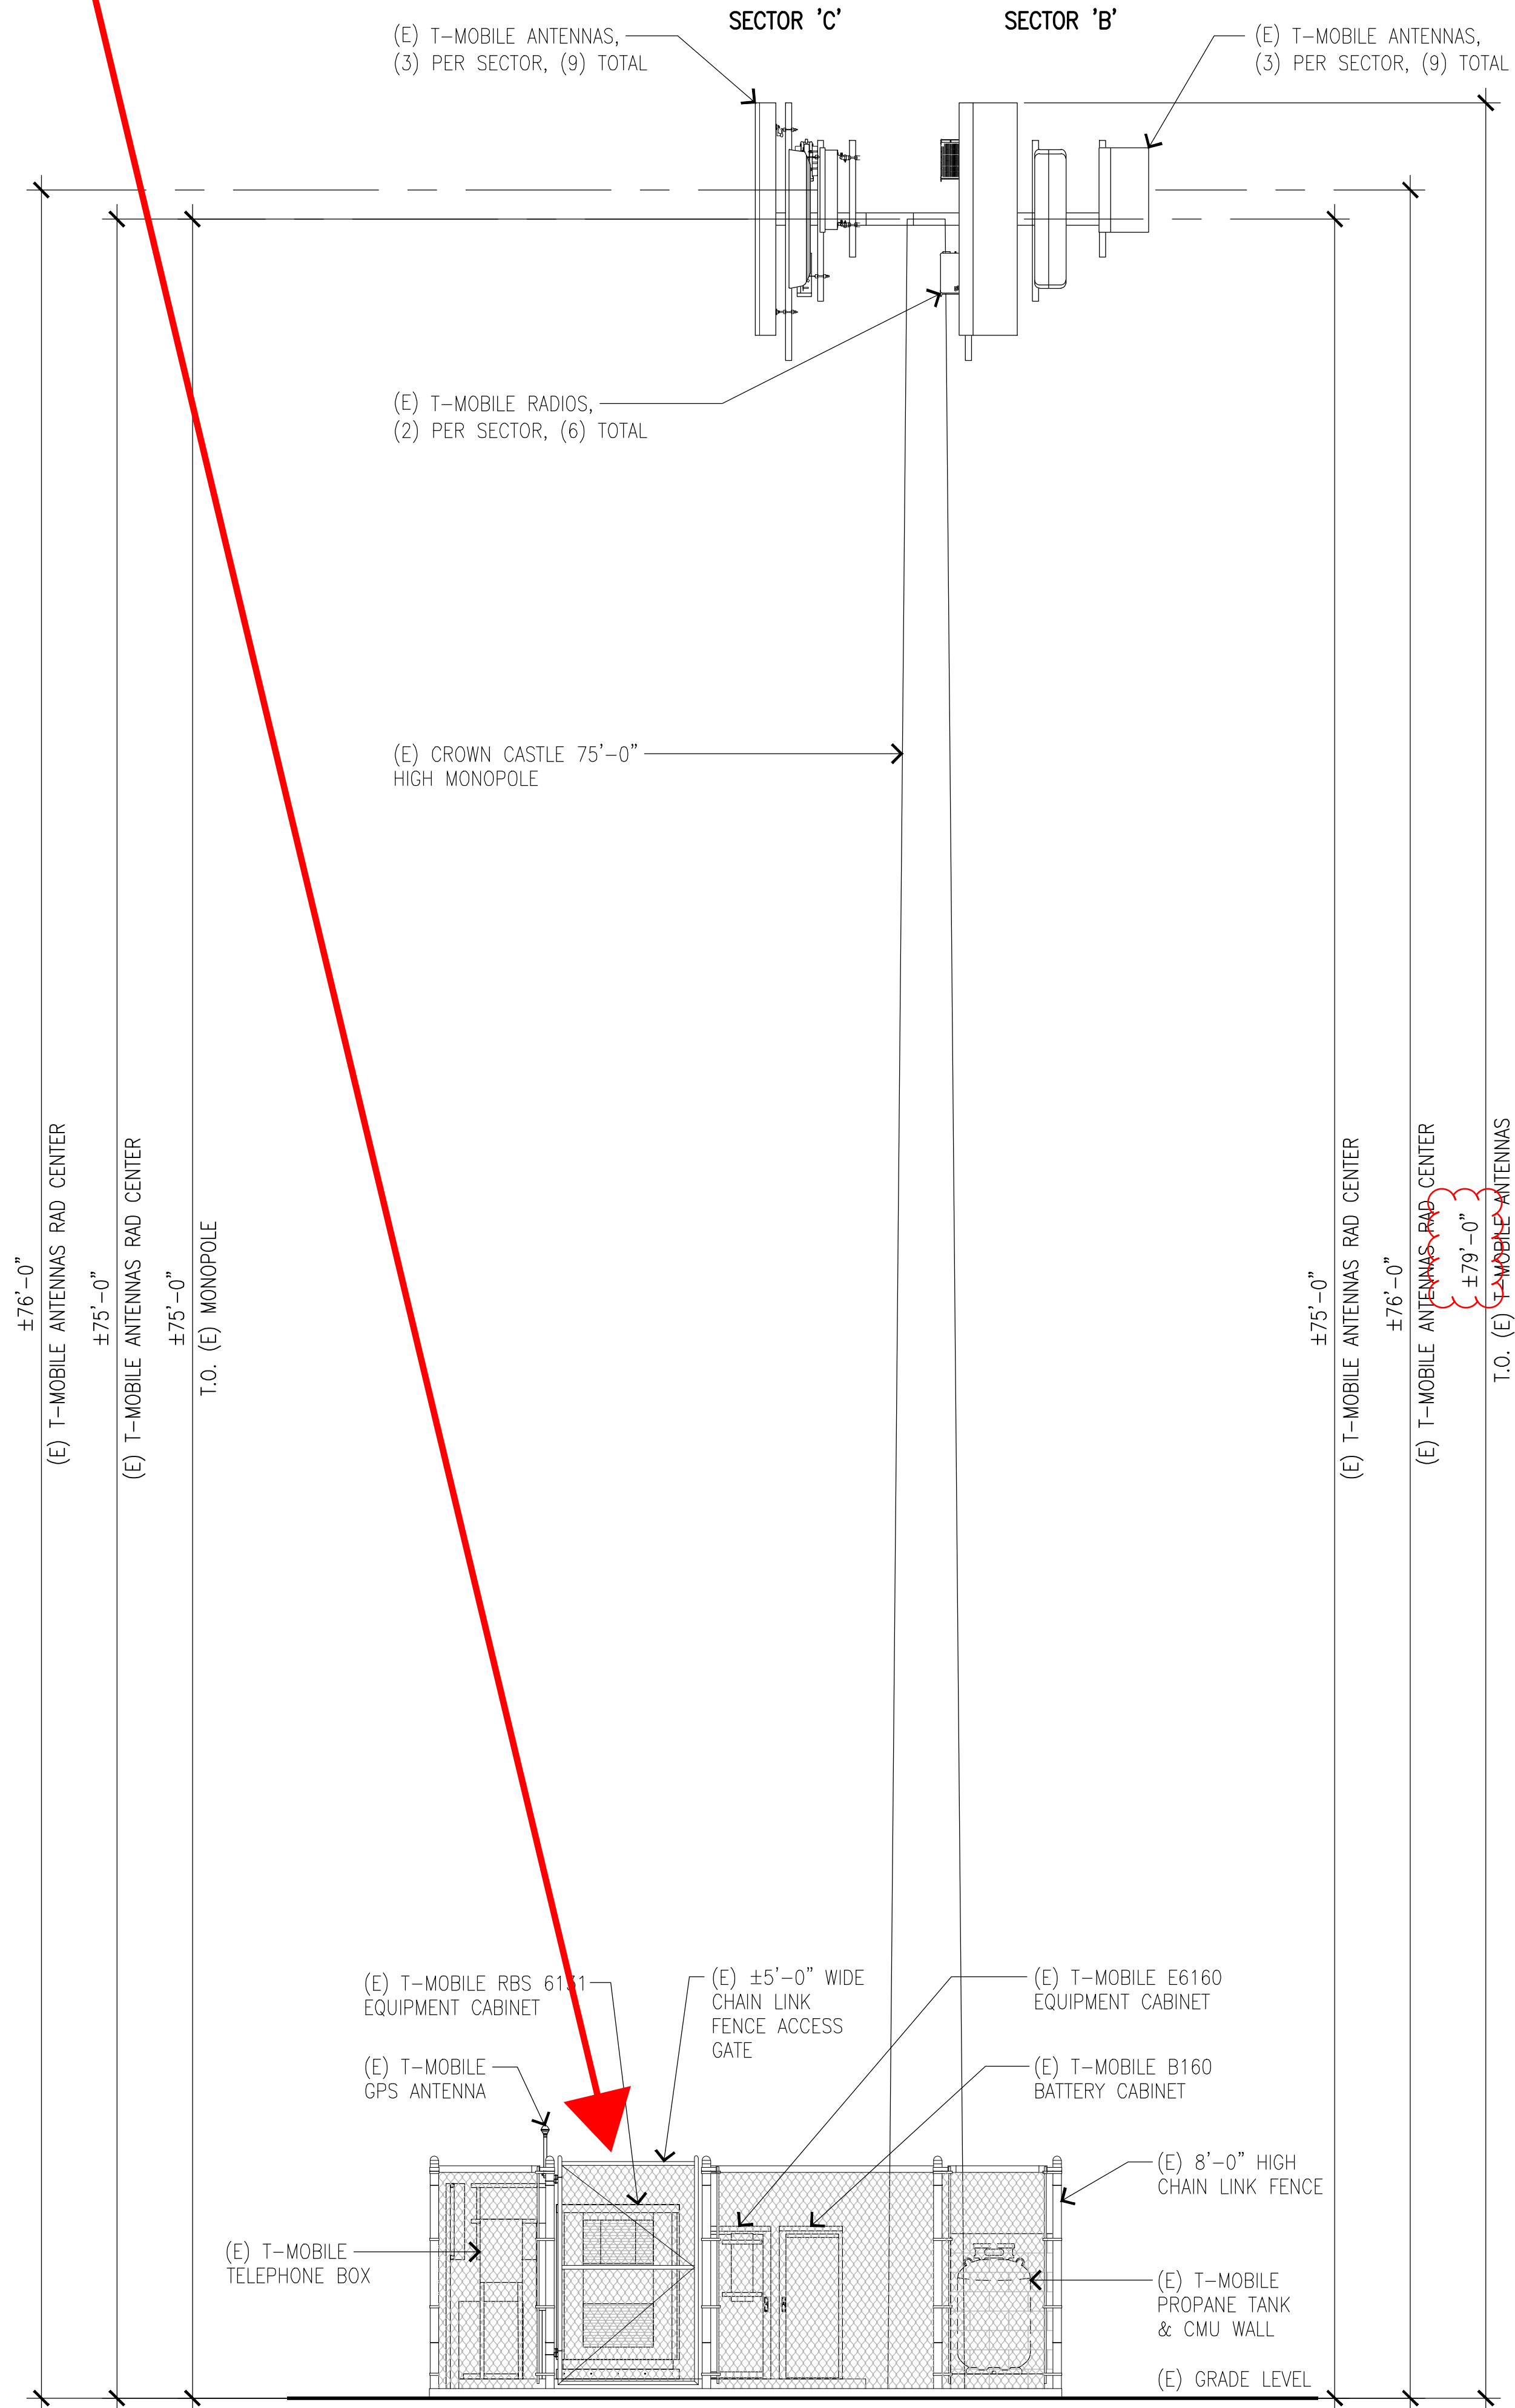 SECTOR 'C'
SECTOR 'B'
(E) T-MOBILE ANTENNAS,
(3) PER SECTOR, (9) TOTAL
(E) T-MOBILE ANTENNAS,
(3) PER SECTOR, (9) TOTAL
(E) T-MOBILE RADIOS,
(2) PER SECTOR, (6) TOTAL
(E) CROWN CASTLE 75'-0"
HIGH MONOPOLE
±76'-0"
(E) T-MOBILE ANTENNAS RAD CENTER
±75'-0"
(E) T-MOBILE ANTENNAS RAD CENTER
±75'-0"
T.O. (E) MONOPOLE
±75'-0"
(E) T-MOBILE ANTENNAS RAD CENTER
±76'-0"
(E) T-MOBILE ANTENNAS RAD CENTER
±79'-0"
T.O. (E) T-MOBILE ANTENNAS
(E) T-MOBILE RBS 6131
EQUIPMENT CABINET
(E) ±5'-0" WIDE
CHAIN LINK
FENCE ACCESS
GATE
(E) T-MOBILE E6160
EQUIPMENT CABINET
(E) T-MOBILE
GPS ANTENNA
(E) T-MOBILE B160
BATTERY CABINET
(E) 8'-0" HIGH
CHAIN LINK FENCE
(E) T-MOBILE
TELEPHONE BOX
(E) T-MOBILE
PROPANE TANK
& CMU WALL
(E) GRADE LEVEL